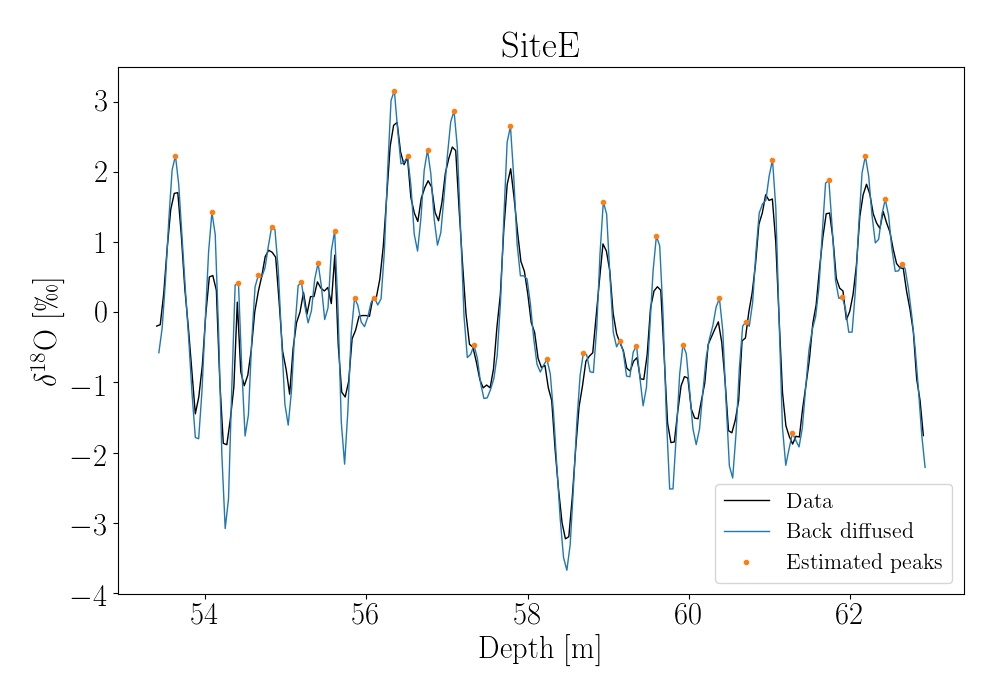 SiteE
3
2
1
0
−1
−2
−3
−4
δ¹⁸O [‰]
54 56 58 60 62
Depth [m]
Data
Back diffused
Estimated peaks